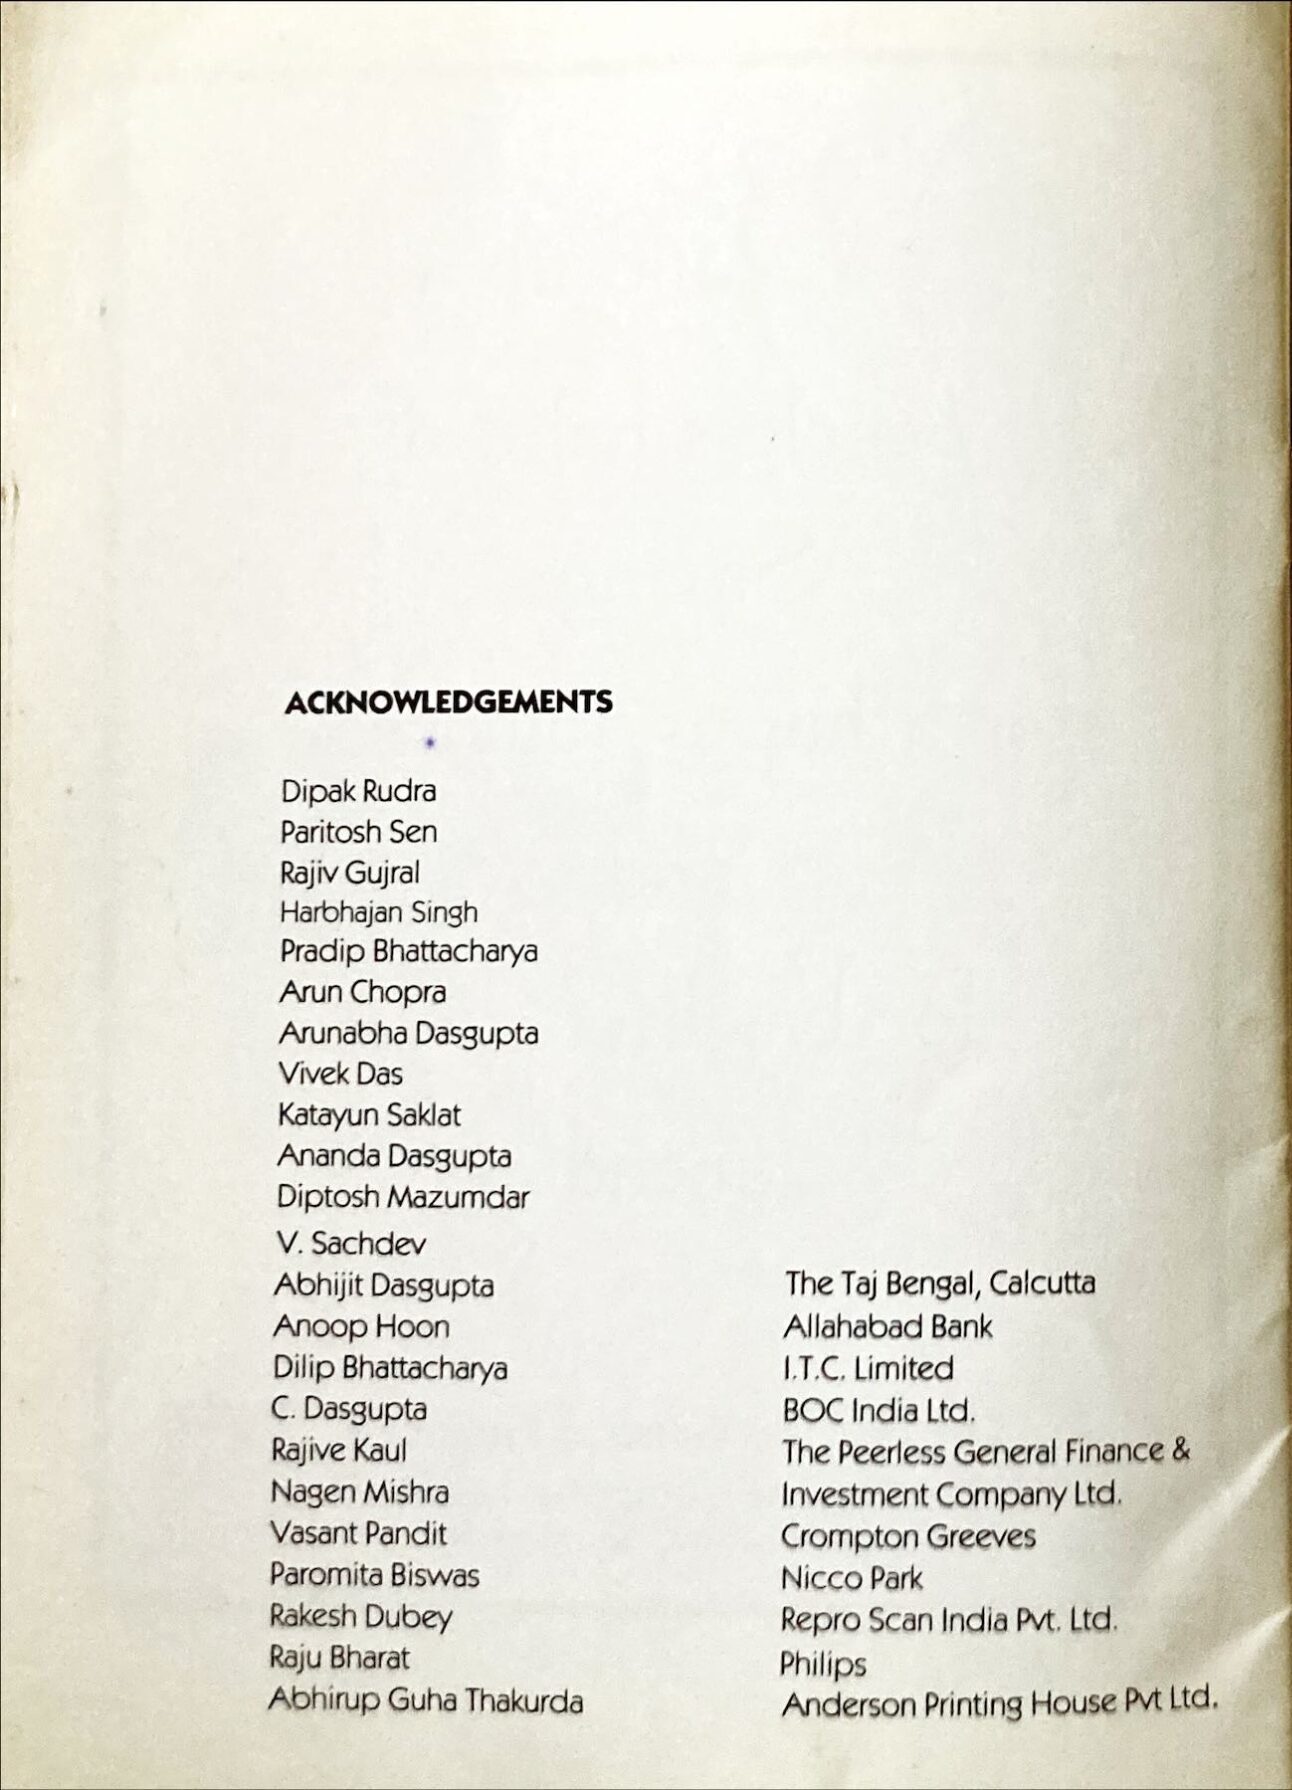 ACKNOWLEDGEMENTS
Dipak Rudra
Paritosh Sen
Rajiv Gujral
Harbhajan Singh
Pradip Bhattacharya
Arun Chopra
Arunabha Dasgupta
Vivek Das
Katayun Saklat
Ananda Dasgupta
Diptosh Mazumdar
V. Sachdev
Abhijit Dasgupta
Anoop Hoon
Dilip Bhattacharya
C. Dasgupta
Rajive Kaul
Nagen Mishra
Vasant Pandit
Paromita Biswas
Rakesh Dubey
Raju Bharat
Abhirup Guha Thakurda
The Taj Bengal, Calcutta
Allahabad Bank
I.T.C. Limited
BOC India Ltd.
The Peerless General Finance &
Investment Company Ltd.
Crompton Greeves
Nicco Park
Repro Scan India Pvt. Ltd.
Philips
Anderson Printing House Pvt Ltd.